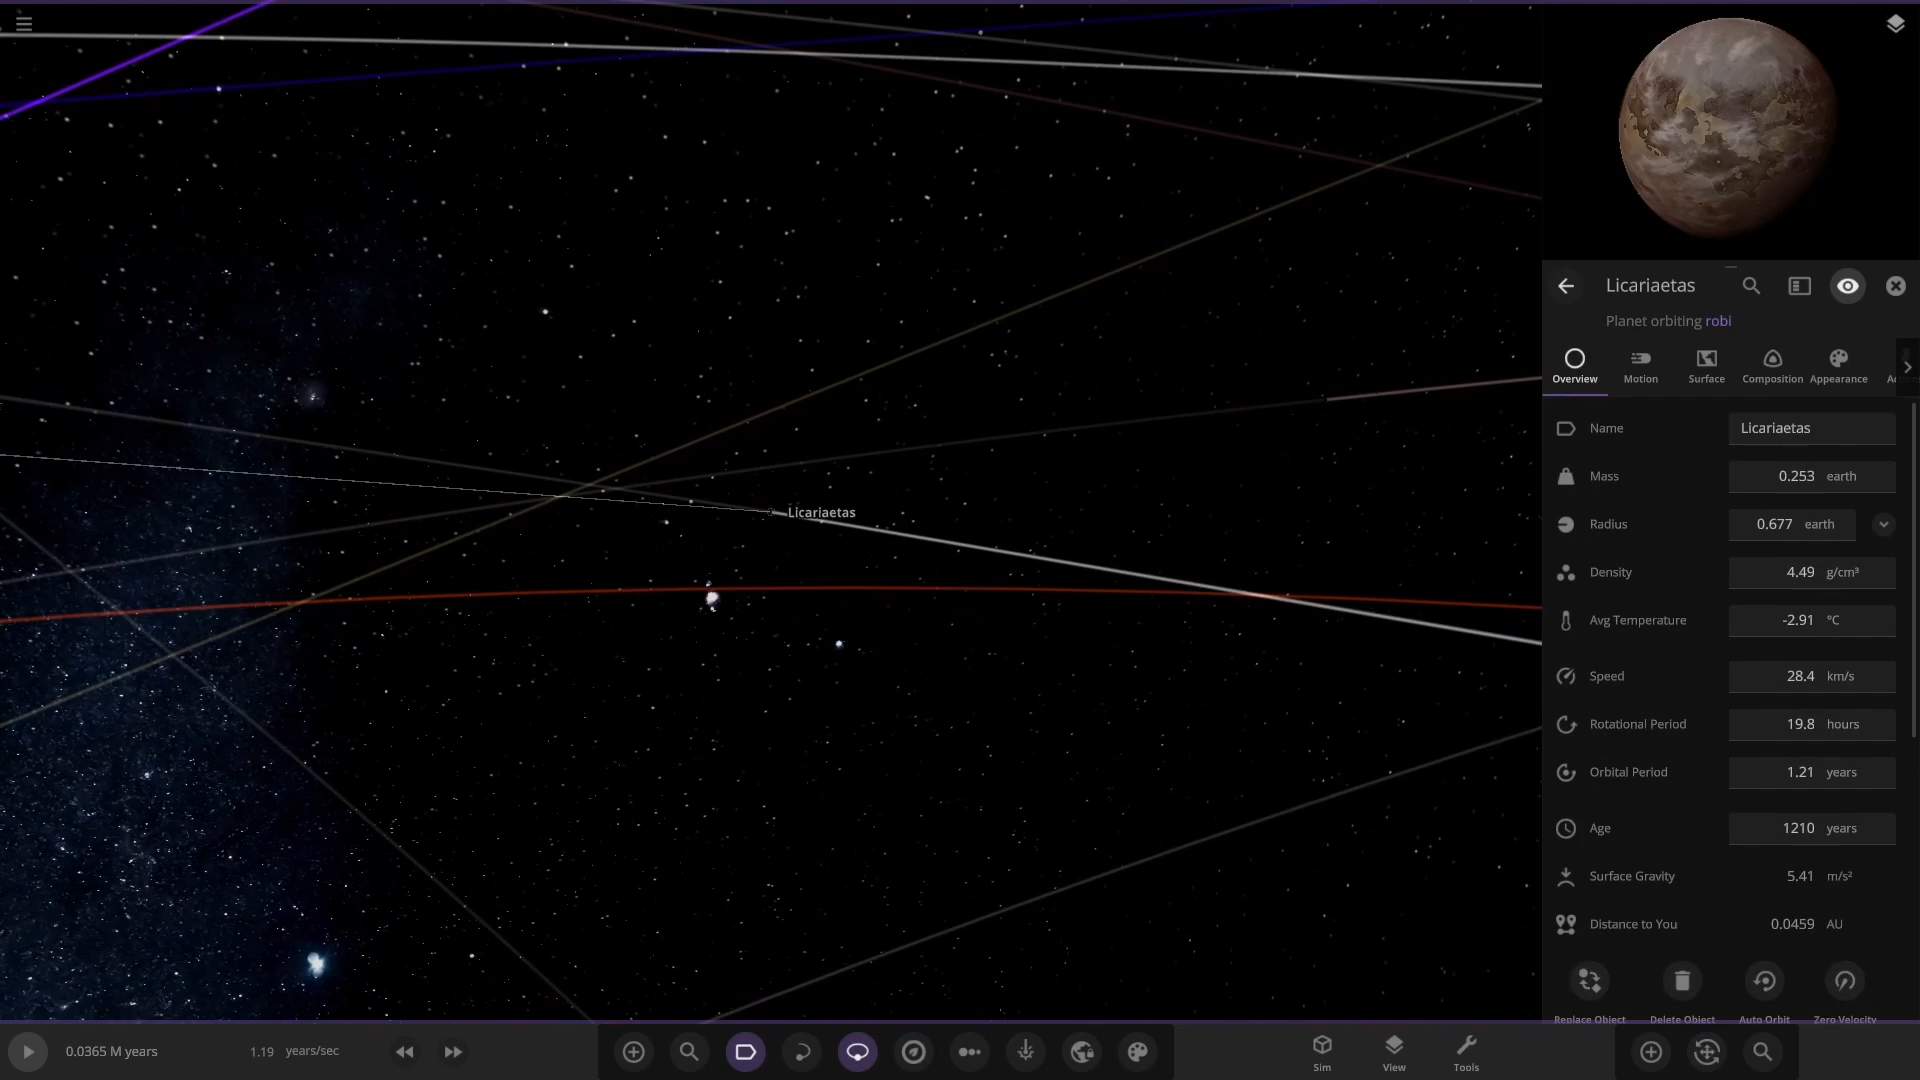 Licariaetas
Licariaetas
Planet orbiting robi
Overview
Motion
Surface
Composition
Appearance
Name
Licariaetas
Mass
0.253 earth
Radius
0.677 earth
Density
4.49 g/cm³
Avg Temperature
-2.91 °C
Speed
28.4 km/s
Rotational Period
19.8 hours
Orbital Period
1.21 years
Age
1210 years
Surface Gravity
5.41 m/s²
Distance to You
0.0459 AU
Replace Object
Delete Object
Auto Orbit
Zero Velocity
0.0365 M years
1.19 years/sec
Sim
View
Tools